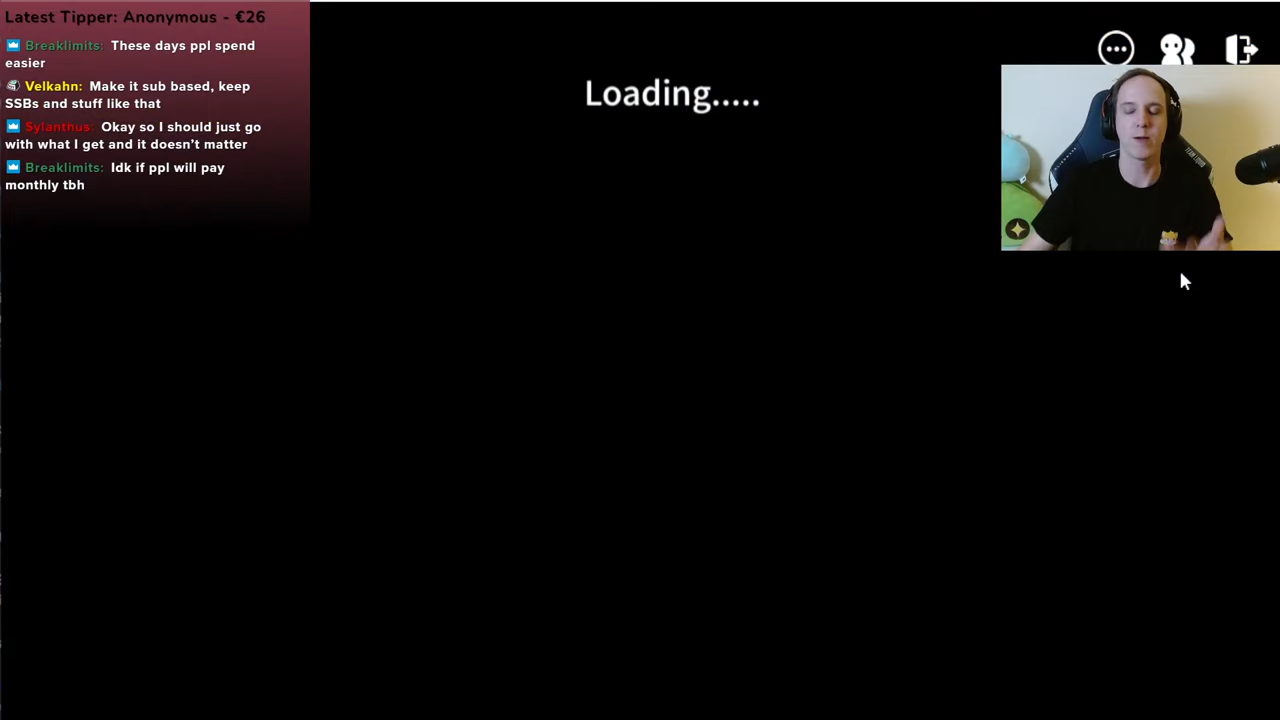 Latest Tipper: Anonymous - €26
Breaklimits: These days ppl spend
easier
Velkahn: Make it sub based, keep
SSBs and stuff like that
Sylanthus: Okay so I should just go
with what I get and it doesn't matter
Breaklimits: Idk if ppl will pay
monthly tbh
Loading.....